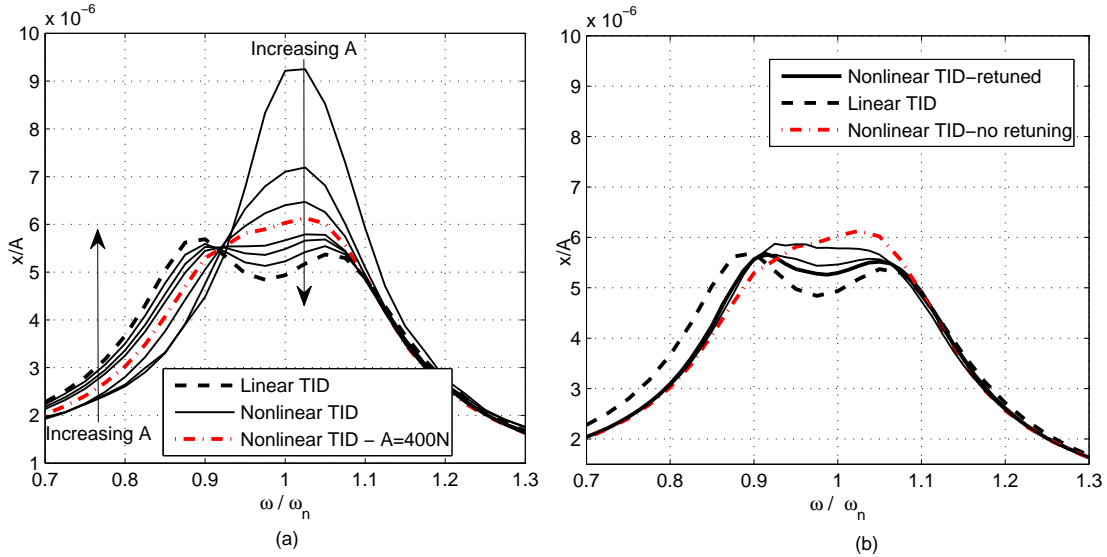 x 10⁻⁶
10
9
8
7
6
5
4
3
2
1
x/A
Increasing A
Increasing A
Linear TID
Nonlinear TID
Nonlinear TID − A=400N
0.7 0.8 0.9 1 1.1 1.2 1.3
ω / ωn
(a)
x 10⁻⁶
10
9
8
7
6
5
4
3
2
x/A
Nonlinear TID−retuned
Linear TID
Nonlinear TID−no retuning
0.7 0.8 0.9 1 1.1 1.2 1.3
ω / ωn
(b)